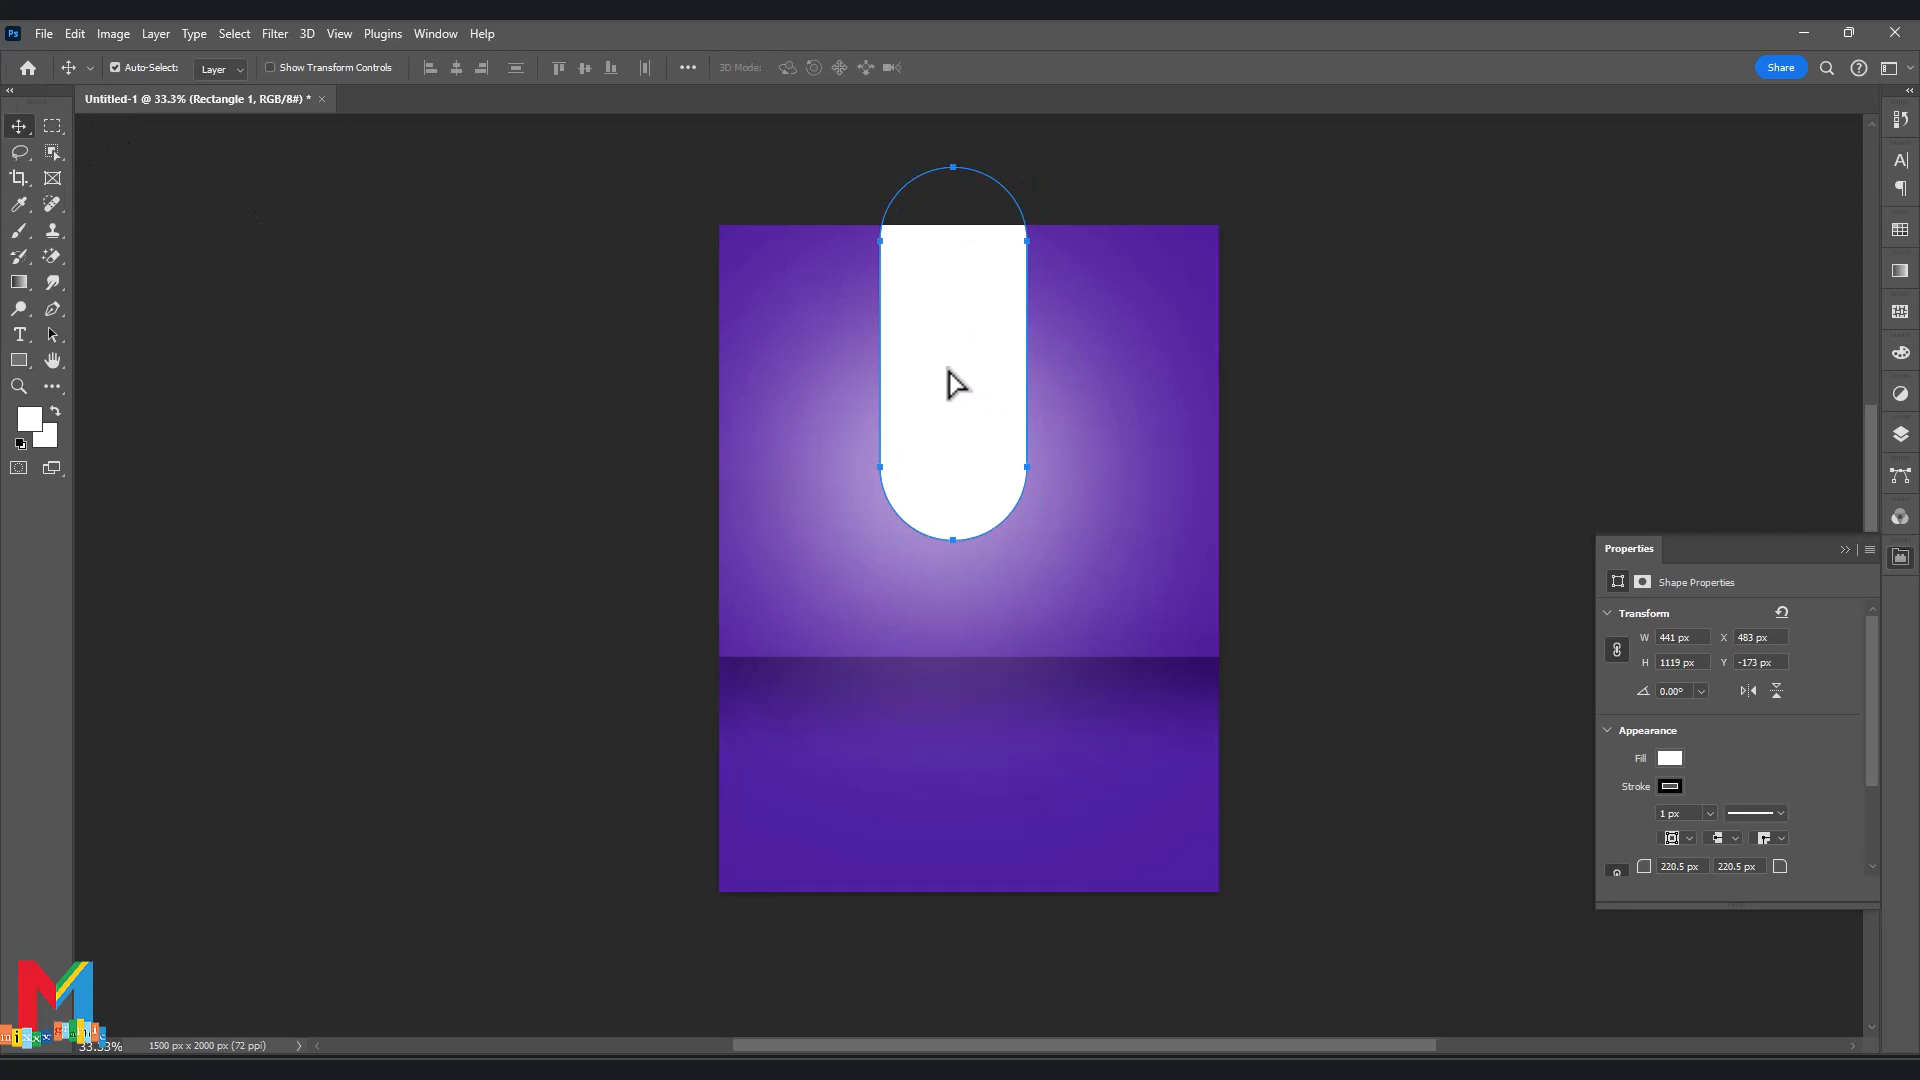 Ps File Edit Image Layer Type Select Filter 3D View Plugins Window Help
Auto-Select: Layer Show Transform Controls 3D Mode: Share
Untitled-1 @ 33.3% (Rectangle 1, RGB/8#) *
Properties
Shape Properties
Transform
W 441 px X 483 px
H 1119 px Y -173 px
0.00°
Appearance
Fill
Stroke
1 px
220.5 px 220.5 px
M
33.33% 1500 px x 2000 px (72 ppi)